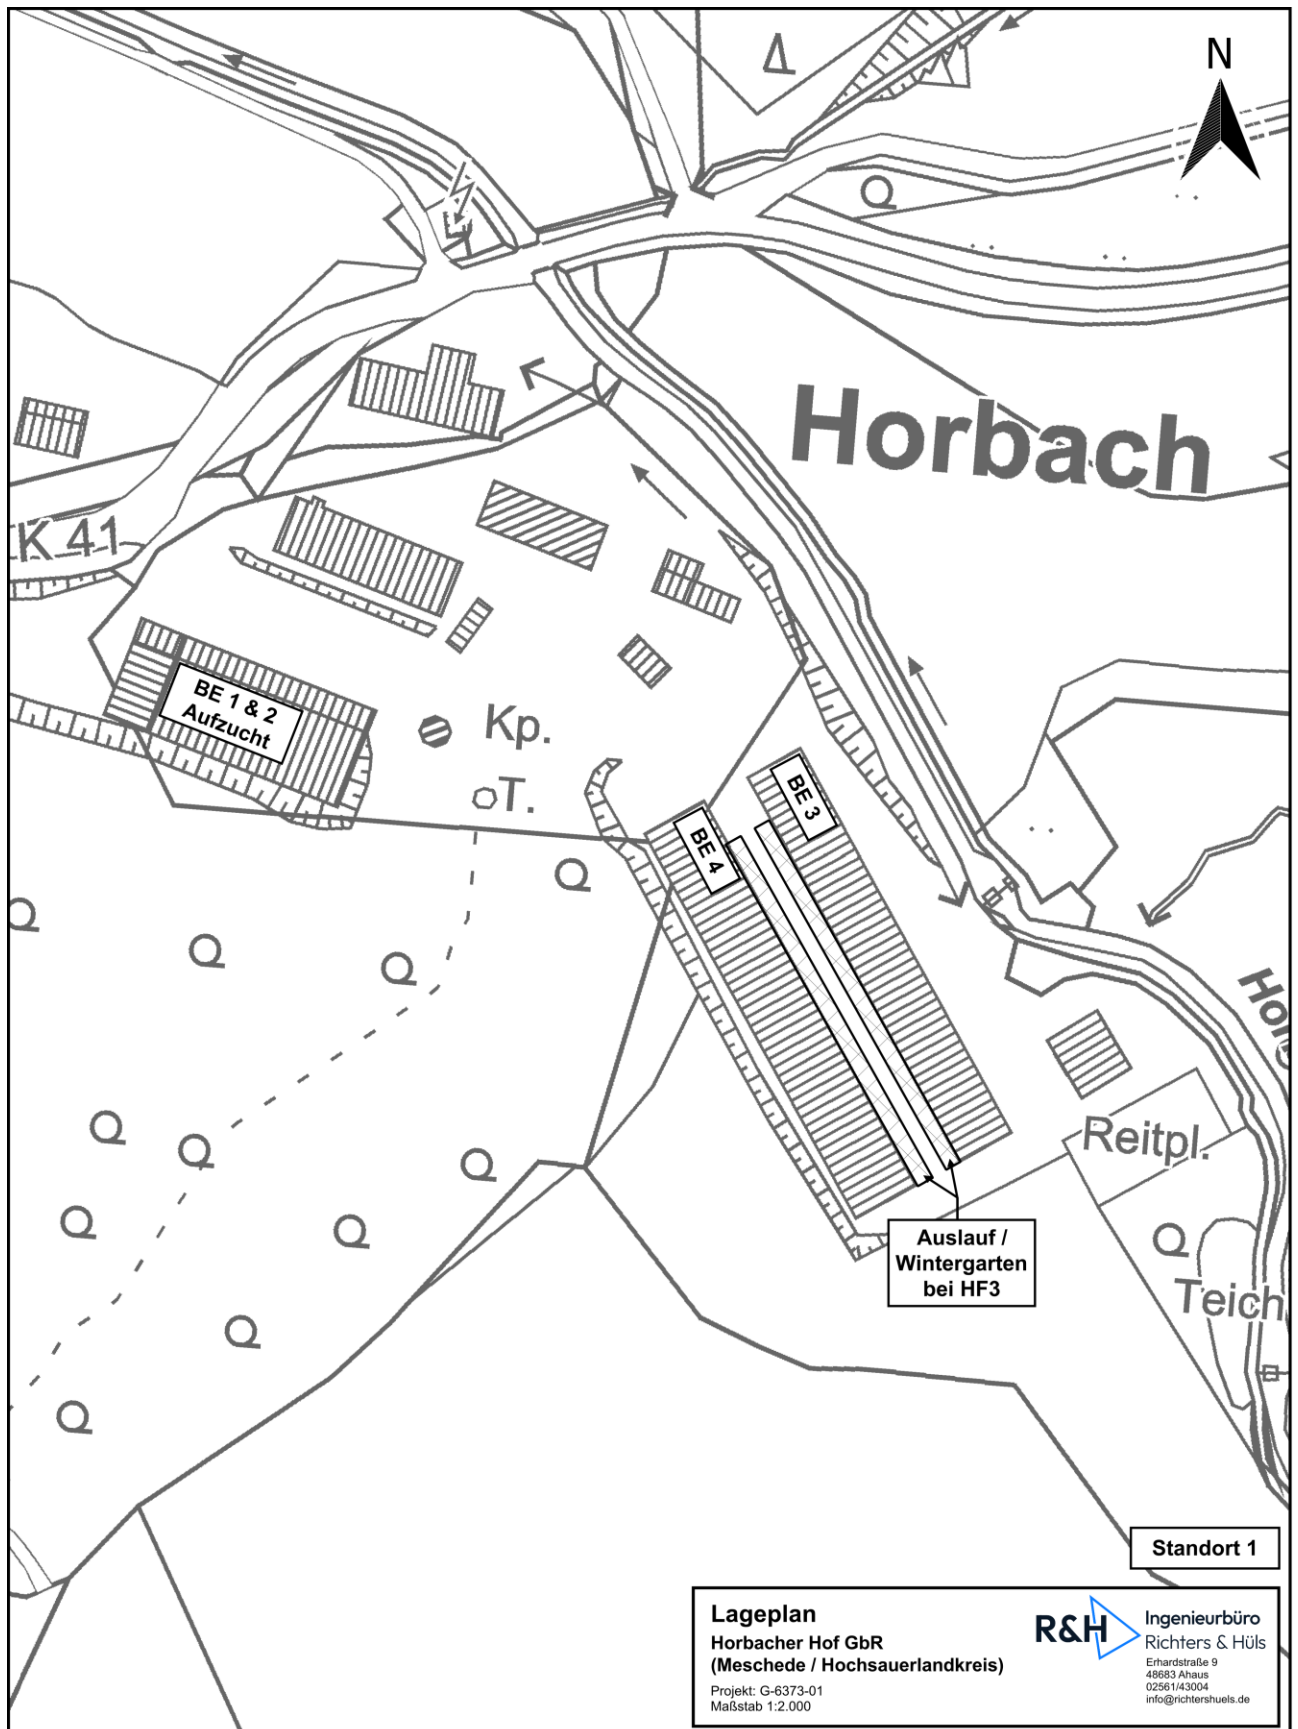 N
Horbach
K 41
BE 1 & 2
Aufzucht
Kp.
T.
BE 3
BE 4
Reitpl.
Teich
Auslauf /
Wintergarten
bei HF3
Standort 1
Lageplan
Horbacher Hof GbR
(Meschede / Hochsauerlandkreis)
Projekt: G-6373-01
Maßstab 1:2.000
R&H
Ingenieurbüro
Richters & Hüls
Erhardstraße 9
48683 Ahaus
02561/43004
info@richtershuels.de